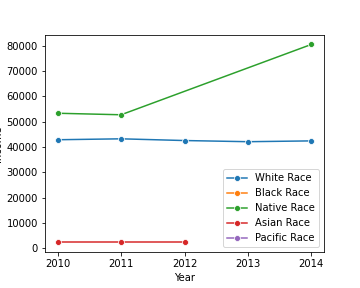 80000
70000
60000
50000
40000
30000
20000
10000
0
2010 2011 2012 2013 2014
Year
White Race
Black Race
Native Race
Asian Race
Pacific Race